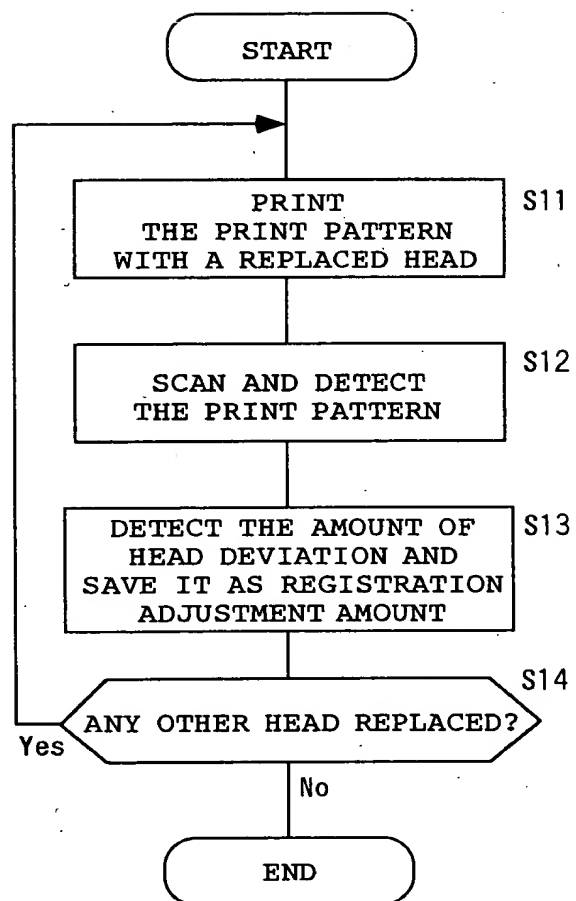 START
PRINT
THE PRINT PATTERN
WITH A REPLACED HEAD
S11
SCAN AND DETECT
THE PRINT PATTERN
S12
DETECT THE AMOUNT OF
HEAD DEVIATION AND
SAVE IT AS REGISTRATION
ADJUSTMENT AMOUNT
S13
ANY OTHER HEAD REPLACED?
S14
Yes
No
END